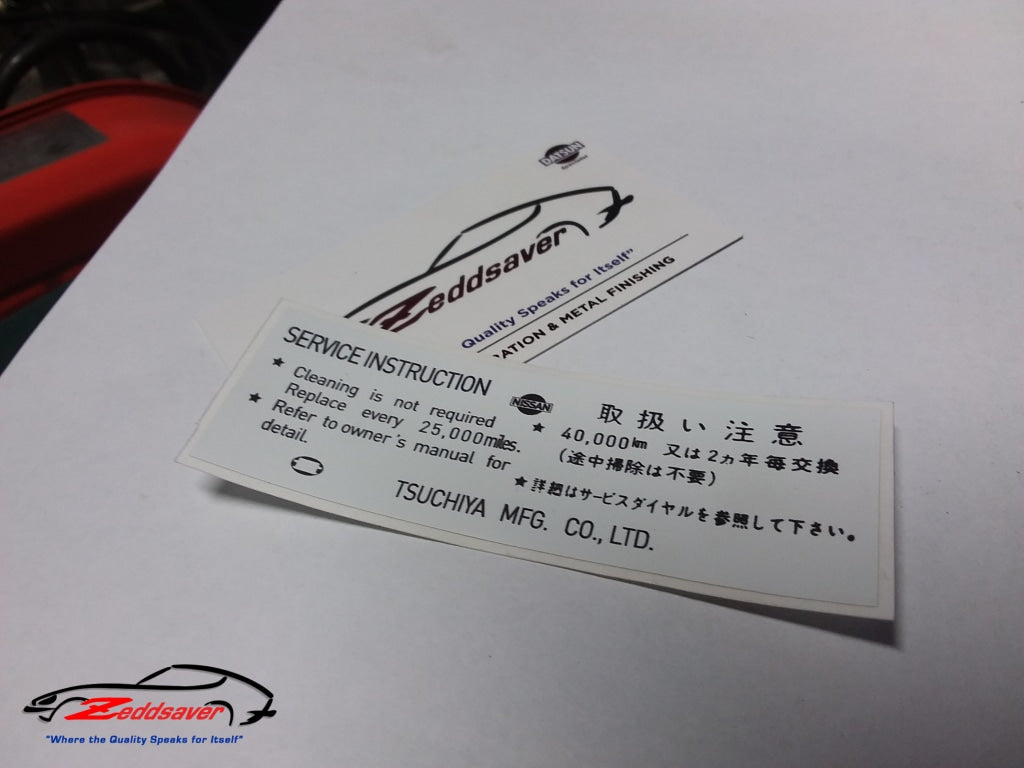 DATSUN
Zeddsaver
Quality Speaks for Itself"
ATION & METAL FINISHING
SERVICE INSTRUCTION
★ Cleaning is not required
Replace every 25,000miles.
★ Refer to owner's manual for
detail.
NISSAN
取扱い注意
★ 40,000km 又は2ヵ年毎交換
(途中掃除は不要)
★詳細はサービスダイヤルを参照して下さい。
TSUCHIYA MFG. CO., LTD.
Zeddsaver
"Where the Quality Speaks for Itself"